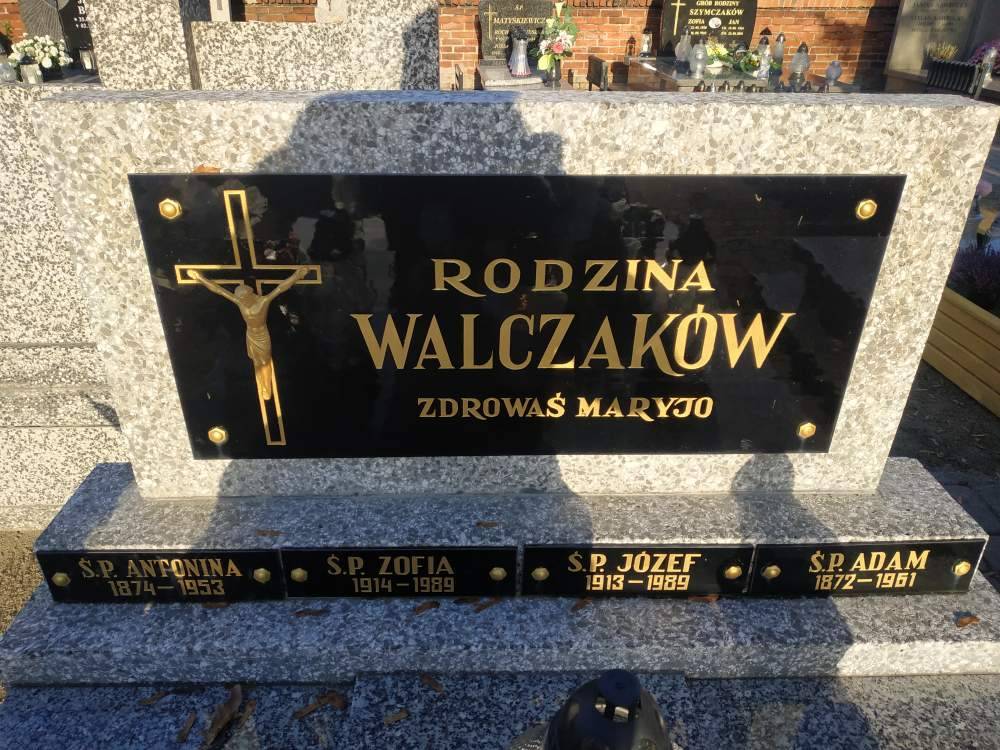 Ś.P.
MATYSKIEWICZ
GRÓB RODZINY
SZYMCZAKÓW
ZOFIA JAN
RODZINA
WALCZAKÓW
ZDROWAŚ MARYJO
Ś.P. ANTONINA
1874–1953
Ś.P. ZOFIA
1914–1989
Ś.P. JÓZEF
1913–1989
Ś.P. ADAM
1872–1961